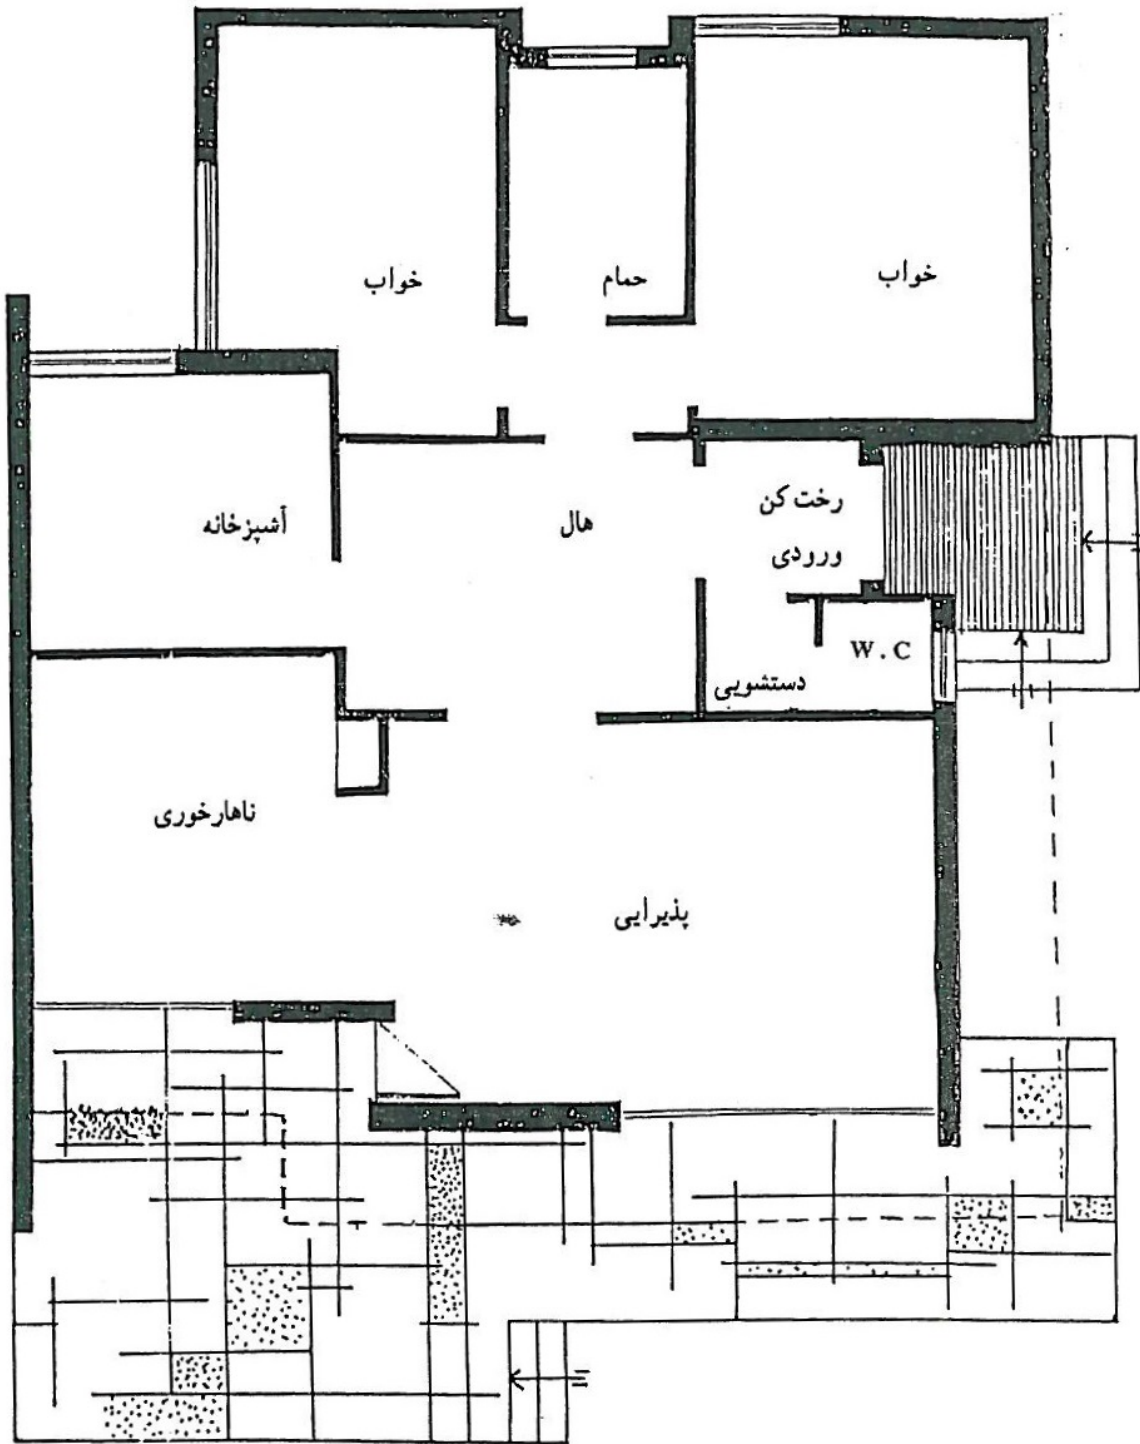 خواب
حمام
خواب
آشپزخانه
هال
رخت کن
ورودی
W.C
دستشویی
ناهارخوری
پذیرایی